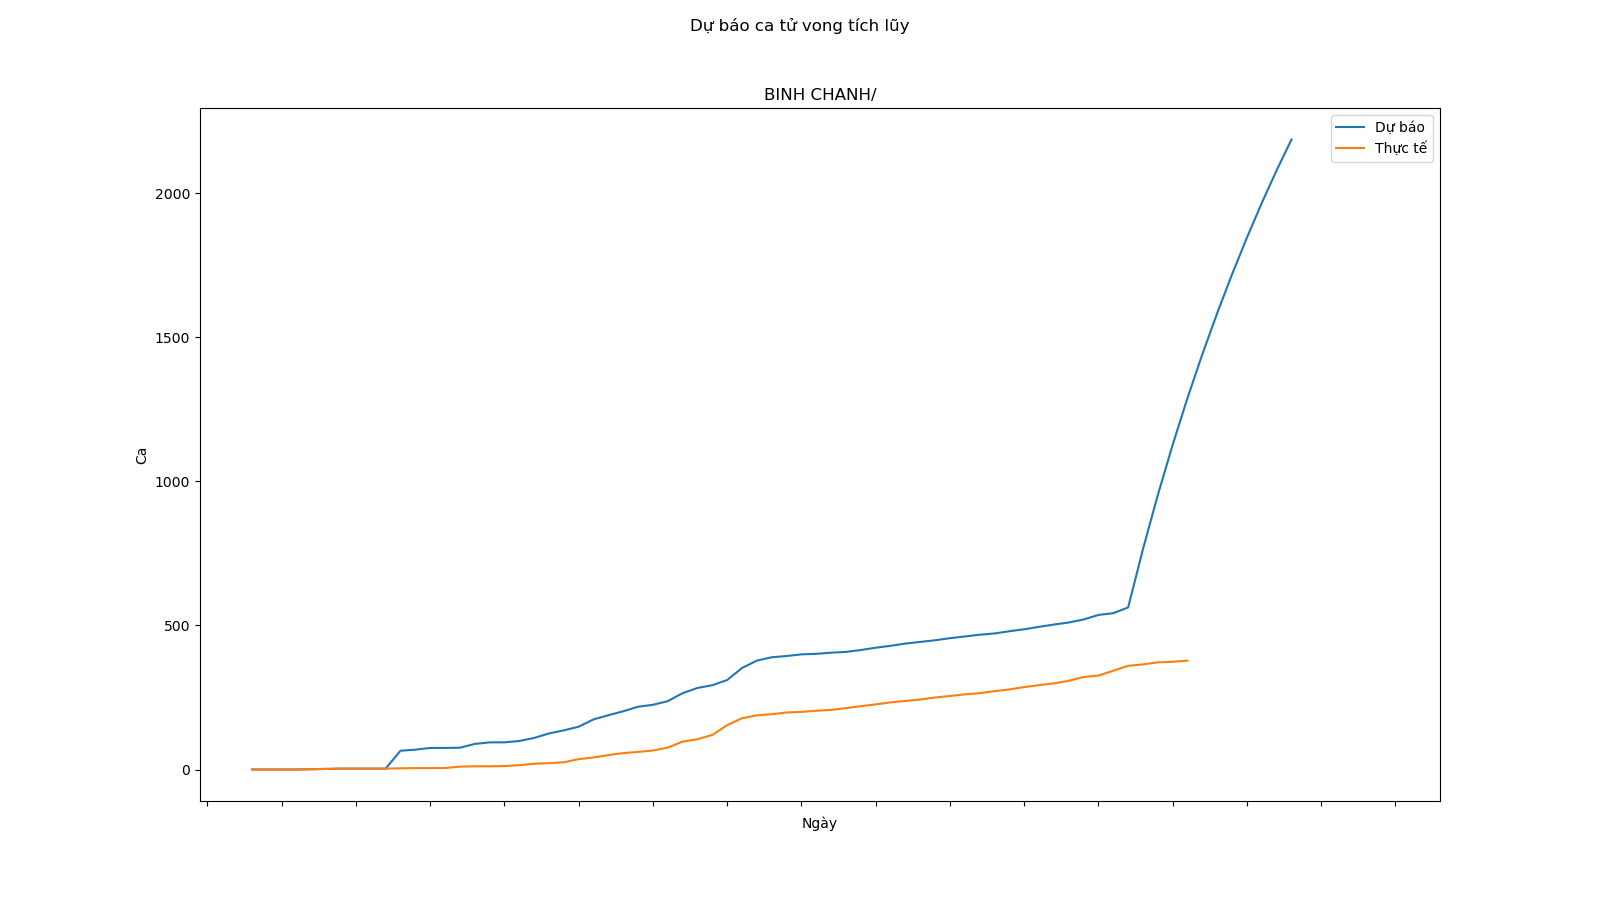 Dự báo ca tử vong tích lũy
BINH CHANH/
Dự báo
Thực tế
2000
1500
1000
500
0
Ca
Ngày